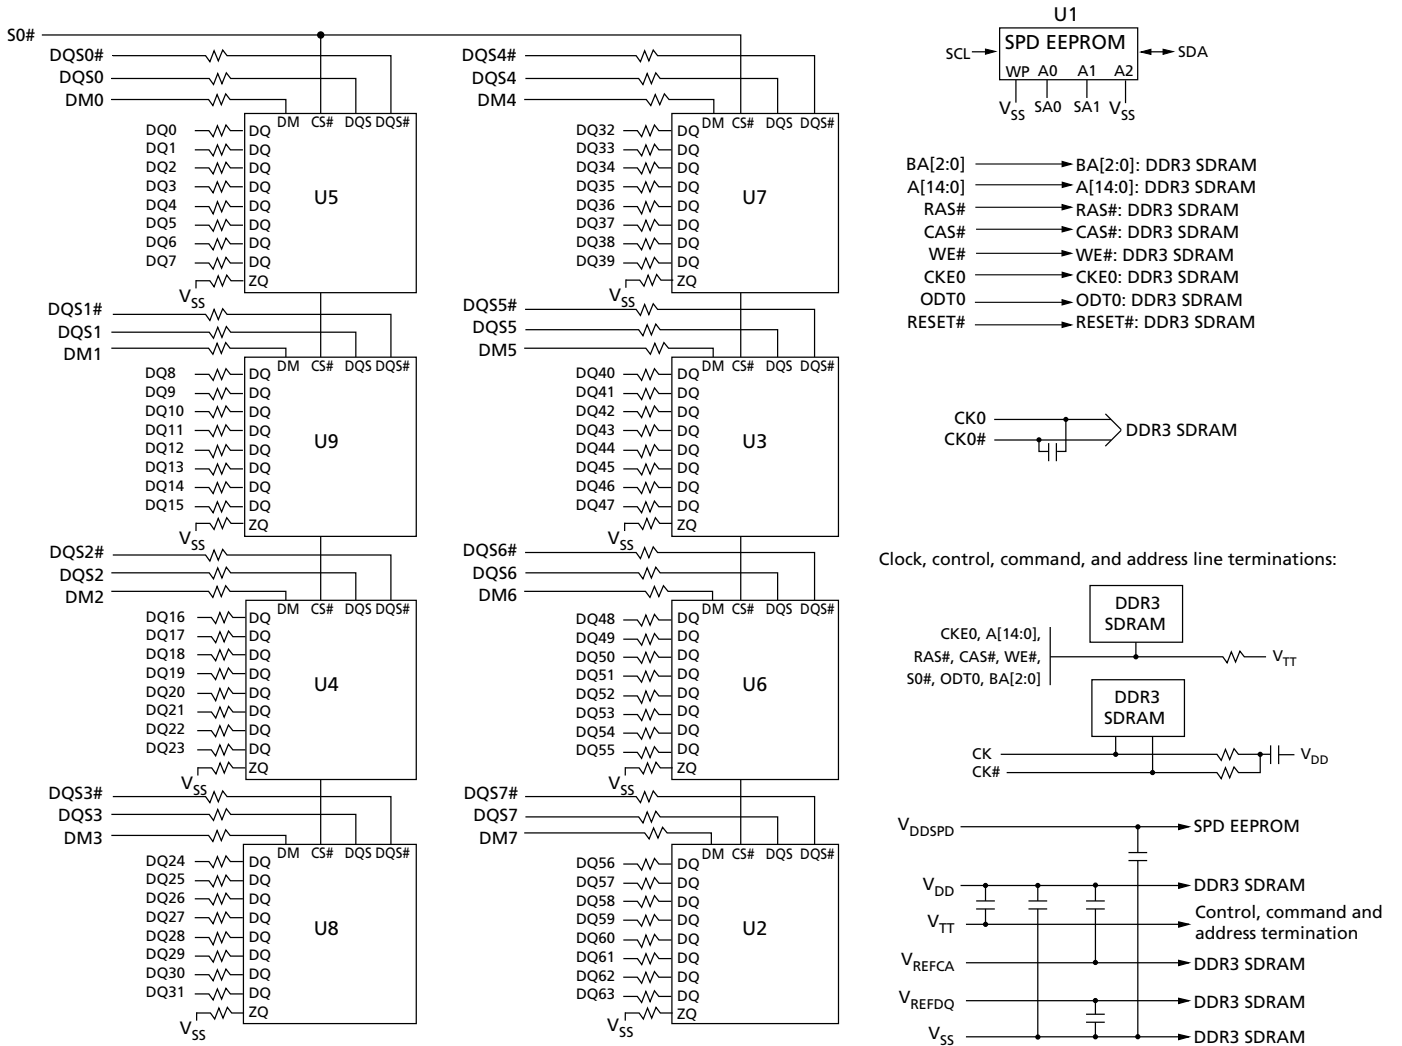 S0#
DQS0#
DQS0
DM0
DM CS# DQS DQS#
DQ0 DQ
DQ1 DQ
DQ2 DQ
DQ3 DQ
DQ4 DQ
DQ5 DQ
DQ6 DQ
DQ7 DQ
VSS ZQ
U5
DQS1#
DQS1
DM1
DM CS# DQS DQS#
DQ8 DQ
DQ9 DQ
DQ10 DQ
DQ11 DQ
DQ12 DQ
DQ13 DQ
DQ14 DQ
DQ15 DQ
VSS ZQ
U9
DQS2#
DQS2
DM2
DM CS# DQS DQS#
DQ16 DQ
DQ17 DQ
DQ18 DQ
DQ19 DQ
DQ20 DQ
DQ21 DQ
DQ22 DQ
DQ23 DQ
VSS ZQ
U4
DQS3#
DQS3
DM3
DM CS# DQS DQS#
DQ24 DQ
DQ25 DQ
DQ26 DQ
DQ27 DQ
DQ28 DQ
DQ29 DQ
DQ30 DQ
DQ31 DQ
VSS ZQ
U8
DQS4#
DQS4
DM4
DM CS# DQS DQS#
DQ32 DQ
DQ33 DQ
DQ34 DQ
DQ35 DQ
DQ36 DQ
DQ37 DQ
DQ38 DQ
DQ39 DQ
VSS ZQ
U7
DQS5#
DQS5
DM5
DM CS# DQS DQS#
DQ40 DQ
DQ41 DQ
DQ42 DQ
DQ43 DQ
DQ44 DQ
DQ45 DQ
DQ46 DQ
DQ47 DQ
VSS ZQ
U3
DQS6#
DQS6
DM6
DM CS# DQS DQS#
DQ48 DQ
DQ49 DQ
DQ50 DQ
DQ51 DQ
DQ52 DQ
DQ53 DQ
DQ54 DQ
DQ55 DQ
VSS ZQ
U6
DQS7#
DQS7
DM7
DM CS# DQS DQS#
DQ56 DQ
DQ57 DQ
DQ58 DQ
DQ59 DQ
DQ60 DQ
DQ61 DQ
DQ62 DQ
DQ63 DQ
VSS ZQ
U2
U1
SCL SPD EEPROM SDA
WP A0 A1 A2
VSS SA0 SA1 VSS
BA[2:0] BA[2:0]: DDR3 SDRAM
A[14:0] A[14:0]: DDR3 SDRAM
RAS# RAS#: DDR3 SDRAM
CAS# CAS#: DDR3 SDRAM
WE# WE#: DDR3 SDRAM
CKE0 CKE0: DDR3 SDRAM
ODT0 ODT0: DDR3 SDRAM
RESET# RESET#: DDR3 SDRAM
CK0
CK0#
DDR3 SDRAM
Clock, control, command, and address line terminations:
DDR3
SDRAM
CKE0, A[14:0],
RAS#, CAS#, WE#,
S0#, ODT0, BA[2:0]
VTT
DDR3
SDRAM
CK
CK#
VDD
VDDSPD SPD EEPROM
VDD DDR3 SDRAM
VTT Control, command and
address termination
VREFCA DDR3 SDRAM
VREFDQ DDR3 SDRAM
VSS DDR3 SDRAM